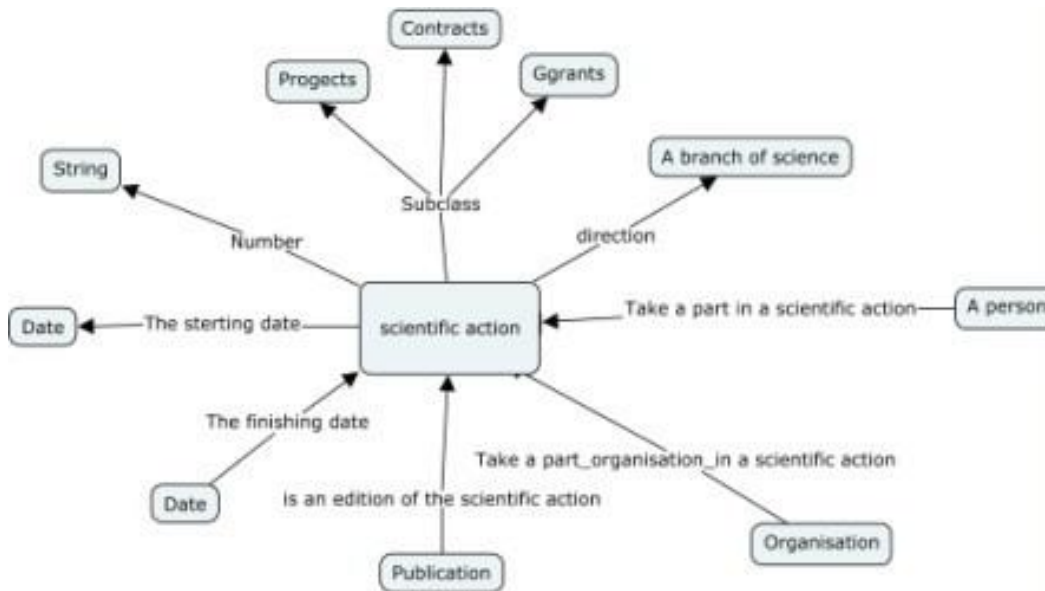 Contracts
Progects
Ggrants
String
A branch of science
Subclass
Number
direction
Date
The sterting date
scientific action
Take a part in a scientific action
A person
The finishing date
Take a part_organisation_in a scientific action
Date
is an edition of the scientific action
Organisation
Publication